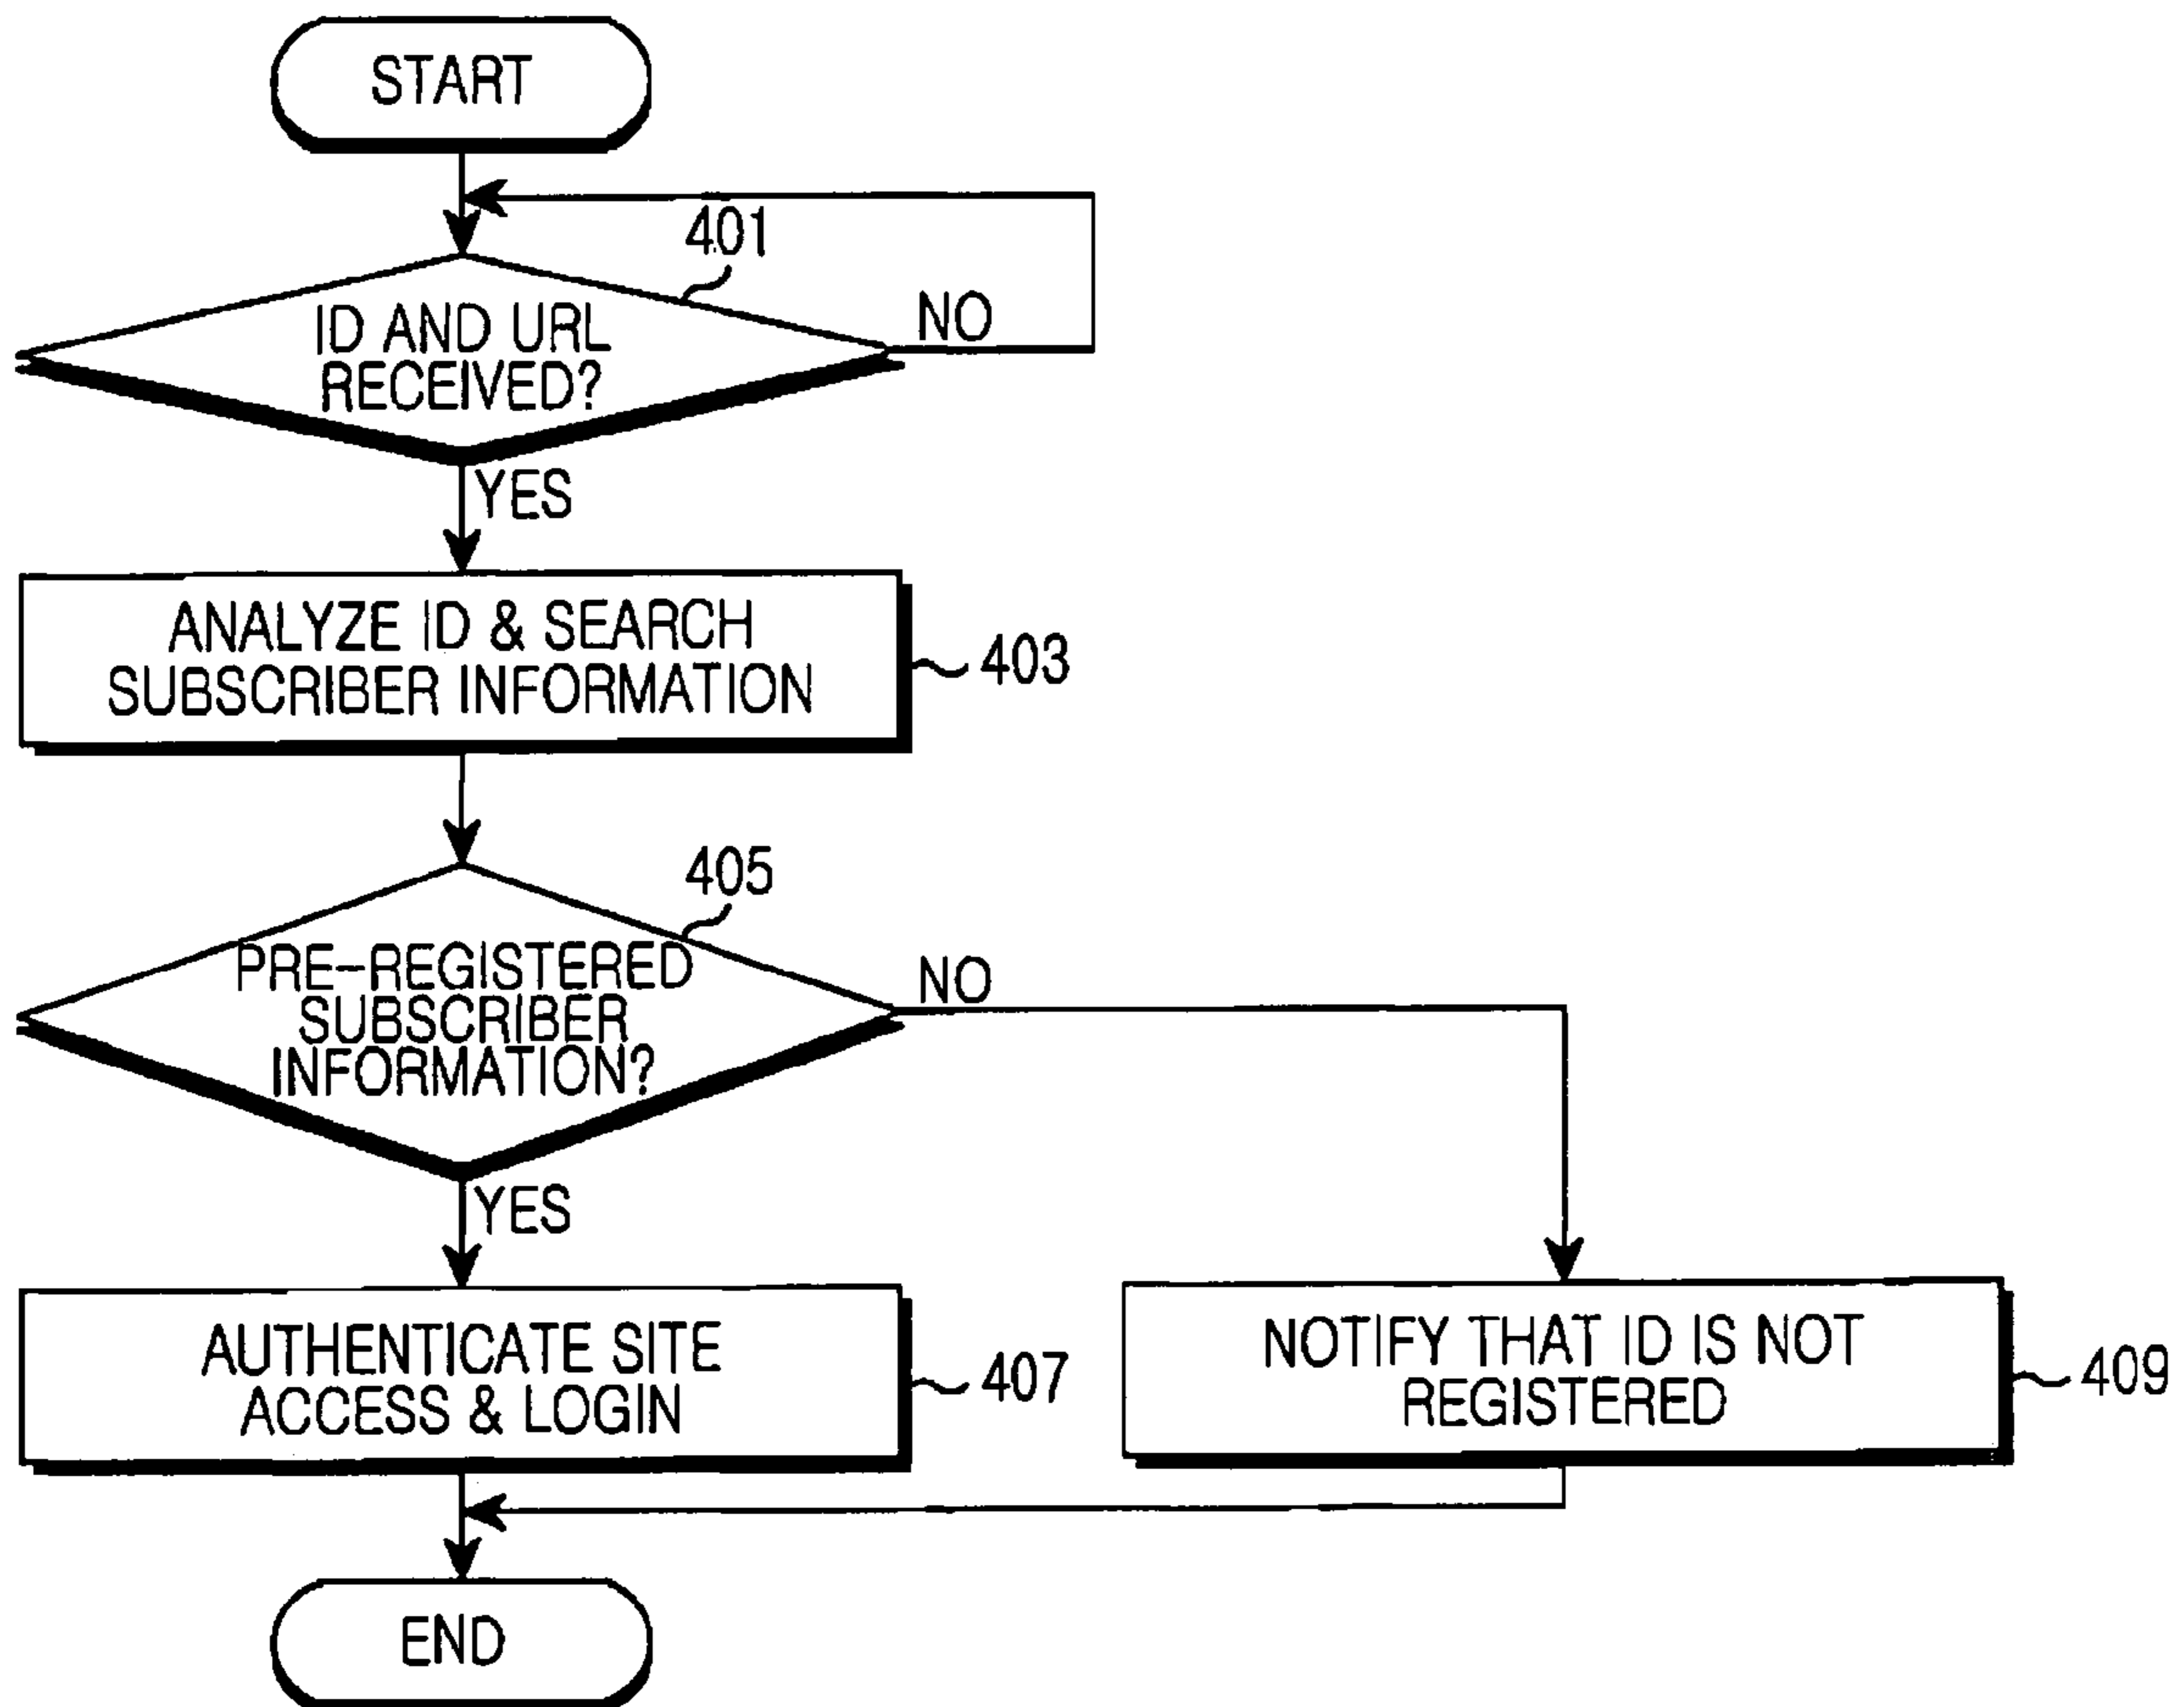 START
401
ID AND URL
RECEIVED?
NO
YES
ANALYZE ID & SEARCH
SUBSCRIBER INFORMATION
403
405
PRE-REGISTERED
SUBSCRIBER
INFORMATION?
NO
YES
AUTHENTICATE SITE
ACCESS & LOGIN
407
NOTIFY THAT ID IS NOT
REGISTERED
409
END